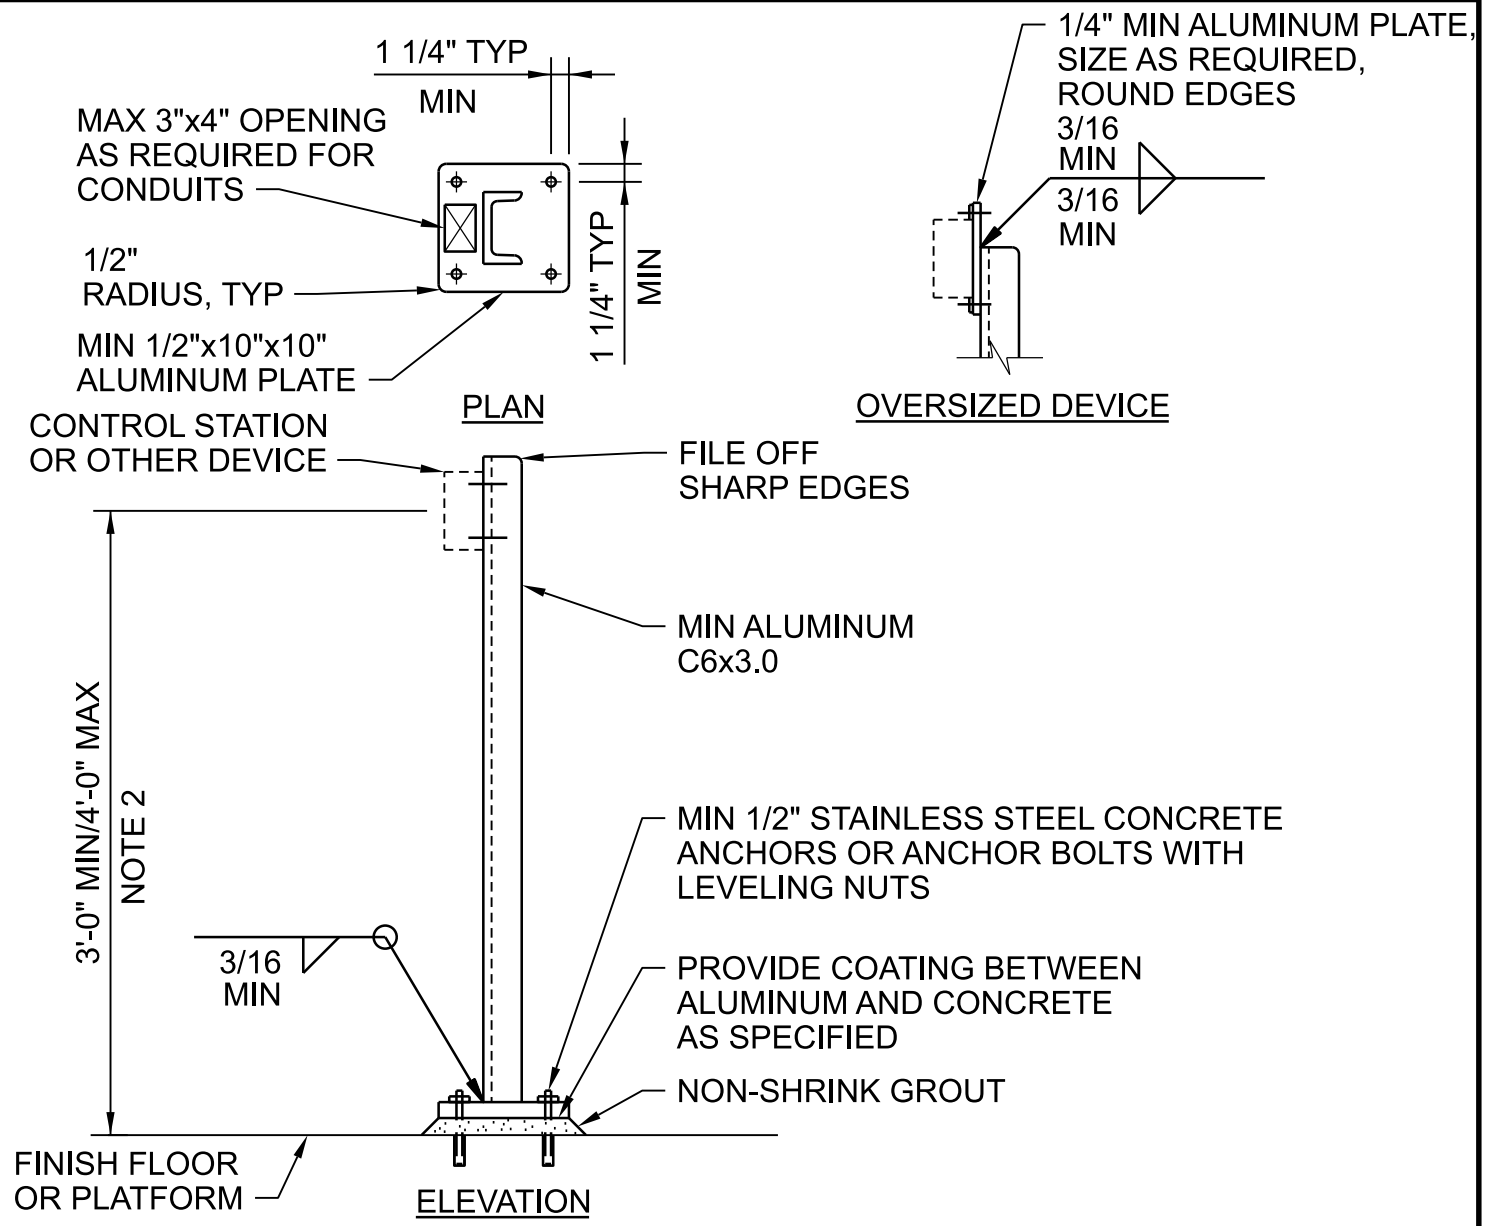 1 1/4" TYP
MIN
MAX 3"x4" OPENING
AS REQUIRED FOR
CONDUITS
1/2"
RADIUS, TYP
MIN 1/2"x10"x10"
ALUMINUM PLATE
1 1/4" TYP
MIN
PLAN
1/4" MIN ALUMINUM PLATE,
SIZE AS REQUIRED,
ROUND EDGES
3/16
MIN
3/16
MIN
OVERSIZED DEVICE
CONTROL STATION
OR OTHER DEVICE
FILE OFF
SHARP EDGES
MIN ALUMINUM
C6x3.0
3'-0" MIN/4'-0" MAX
NOTE 2
MIN 1/2" STAINLESS STEEL CONCRETE
ANCHORS OR ANCHOR BOLTS WITH
LEVELING NUTS
3/16
MIN
PROVIDE COATING BETWEEN
ALUMINUM AND CONCRETE
AS SPECIFIED
NON-SHRINK GROUT
FINISH FLOOR
OR PLATFORM
ELEVATION